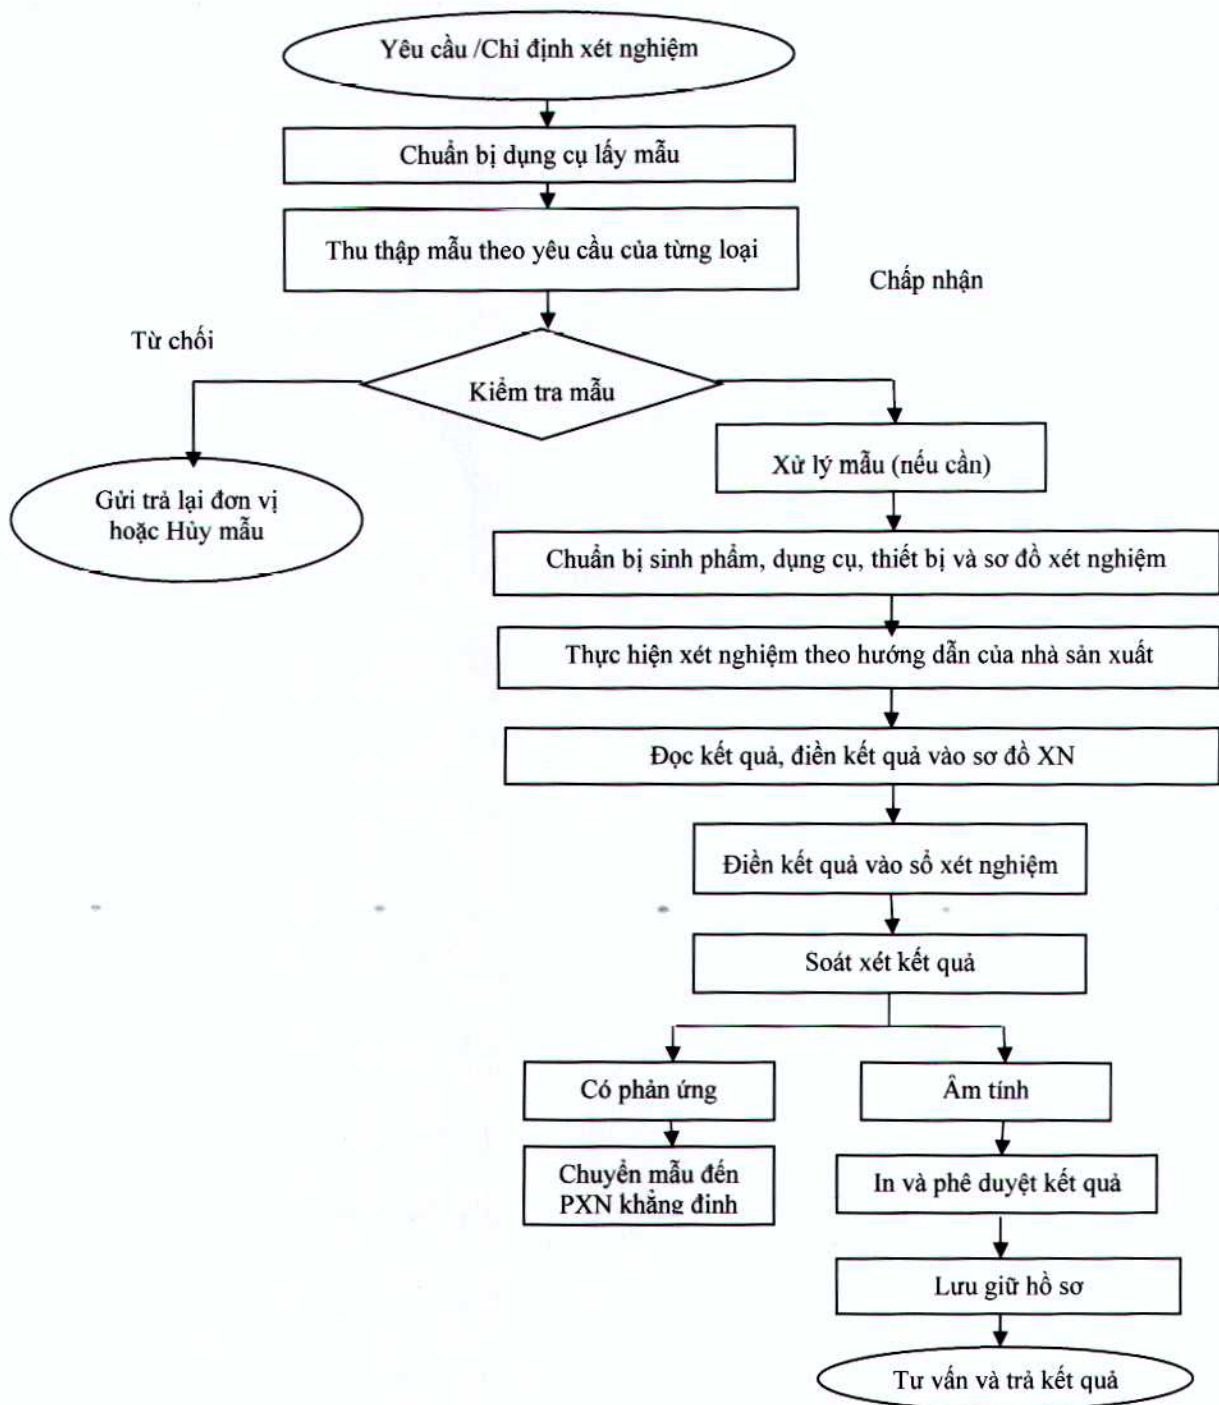 Yêu cầu /Chỉ định xét nghiệm
Chuẩn bị dụng cụ lấy mẫu
Thu thập mẫu theo yêu cầu của từng loại
Chấp nhận
Từ chối
Kiểm tra mẫu
Xử lý mẫu (nếu cần)
Gửi trả lại đơn vị
hoặc Hủy mẫu
Chuẩn bị sinh phẩm, dụng cụ, thiết bị và sơ đồ xét nghiệm
Thực hiện xét nghiệm theo hướng dẫn của nhà sản xuất
Đọc kết quả, điền kết quả vào sơ đồ XN
Điền kết quả vào sổ xét nghiệm
Soát xét kết quả
Có phản ứng
Âm tính
Chuyển mẫu đến
PXN khẳng định
In và phê duyệt kết quả
Lưu giữ hồ sơ
Tư vấn và trả kết quả